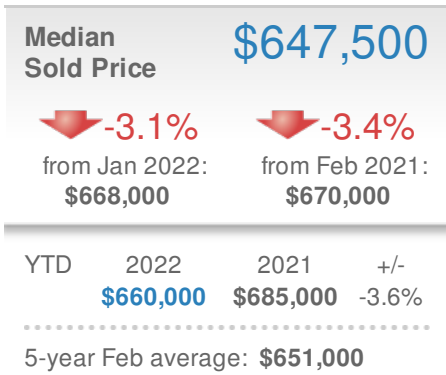 Median
Sold Price
$647,500
-3.1%
from Jan 2022:
$668,000
-3.4%
from Feb 2021:
$670,000
YTD 2022 2021 +/-
$660,000 $685,000 -3.6%
5-year Feb average: $651,000